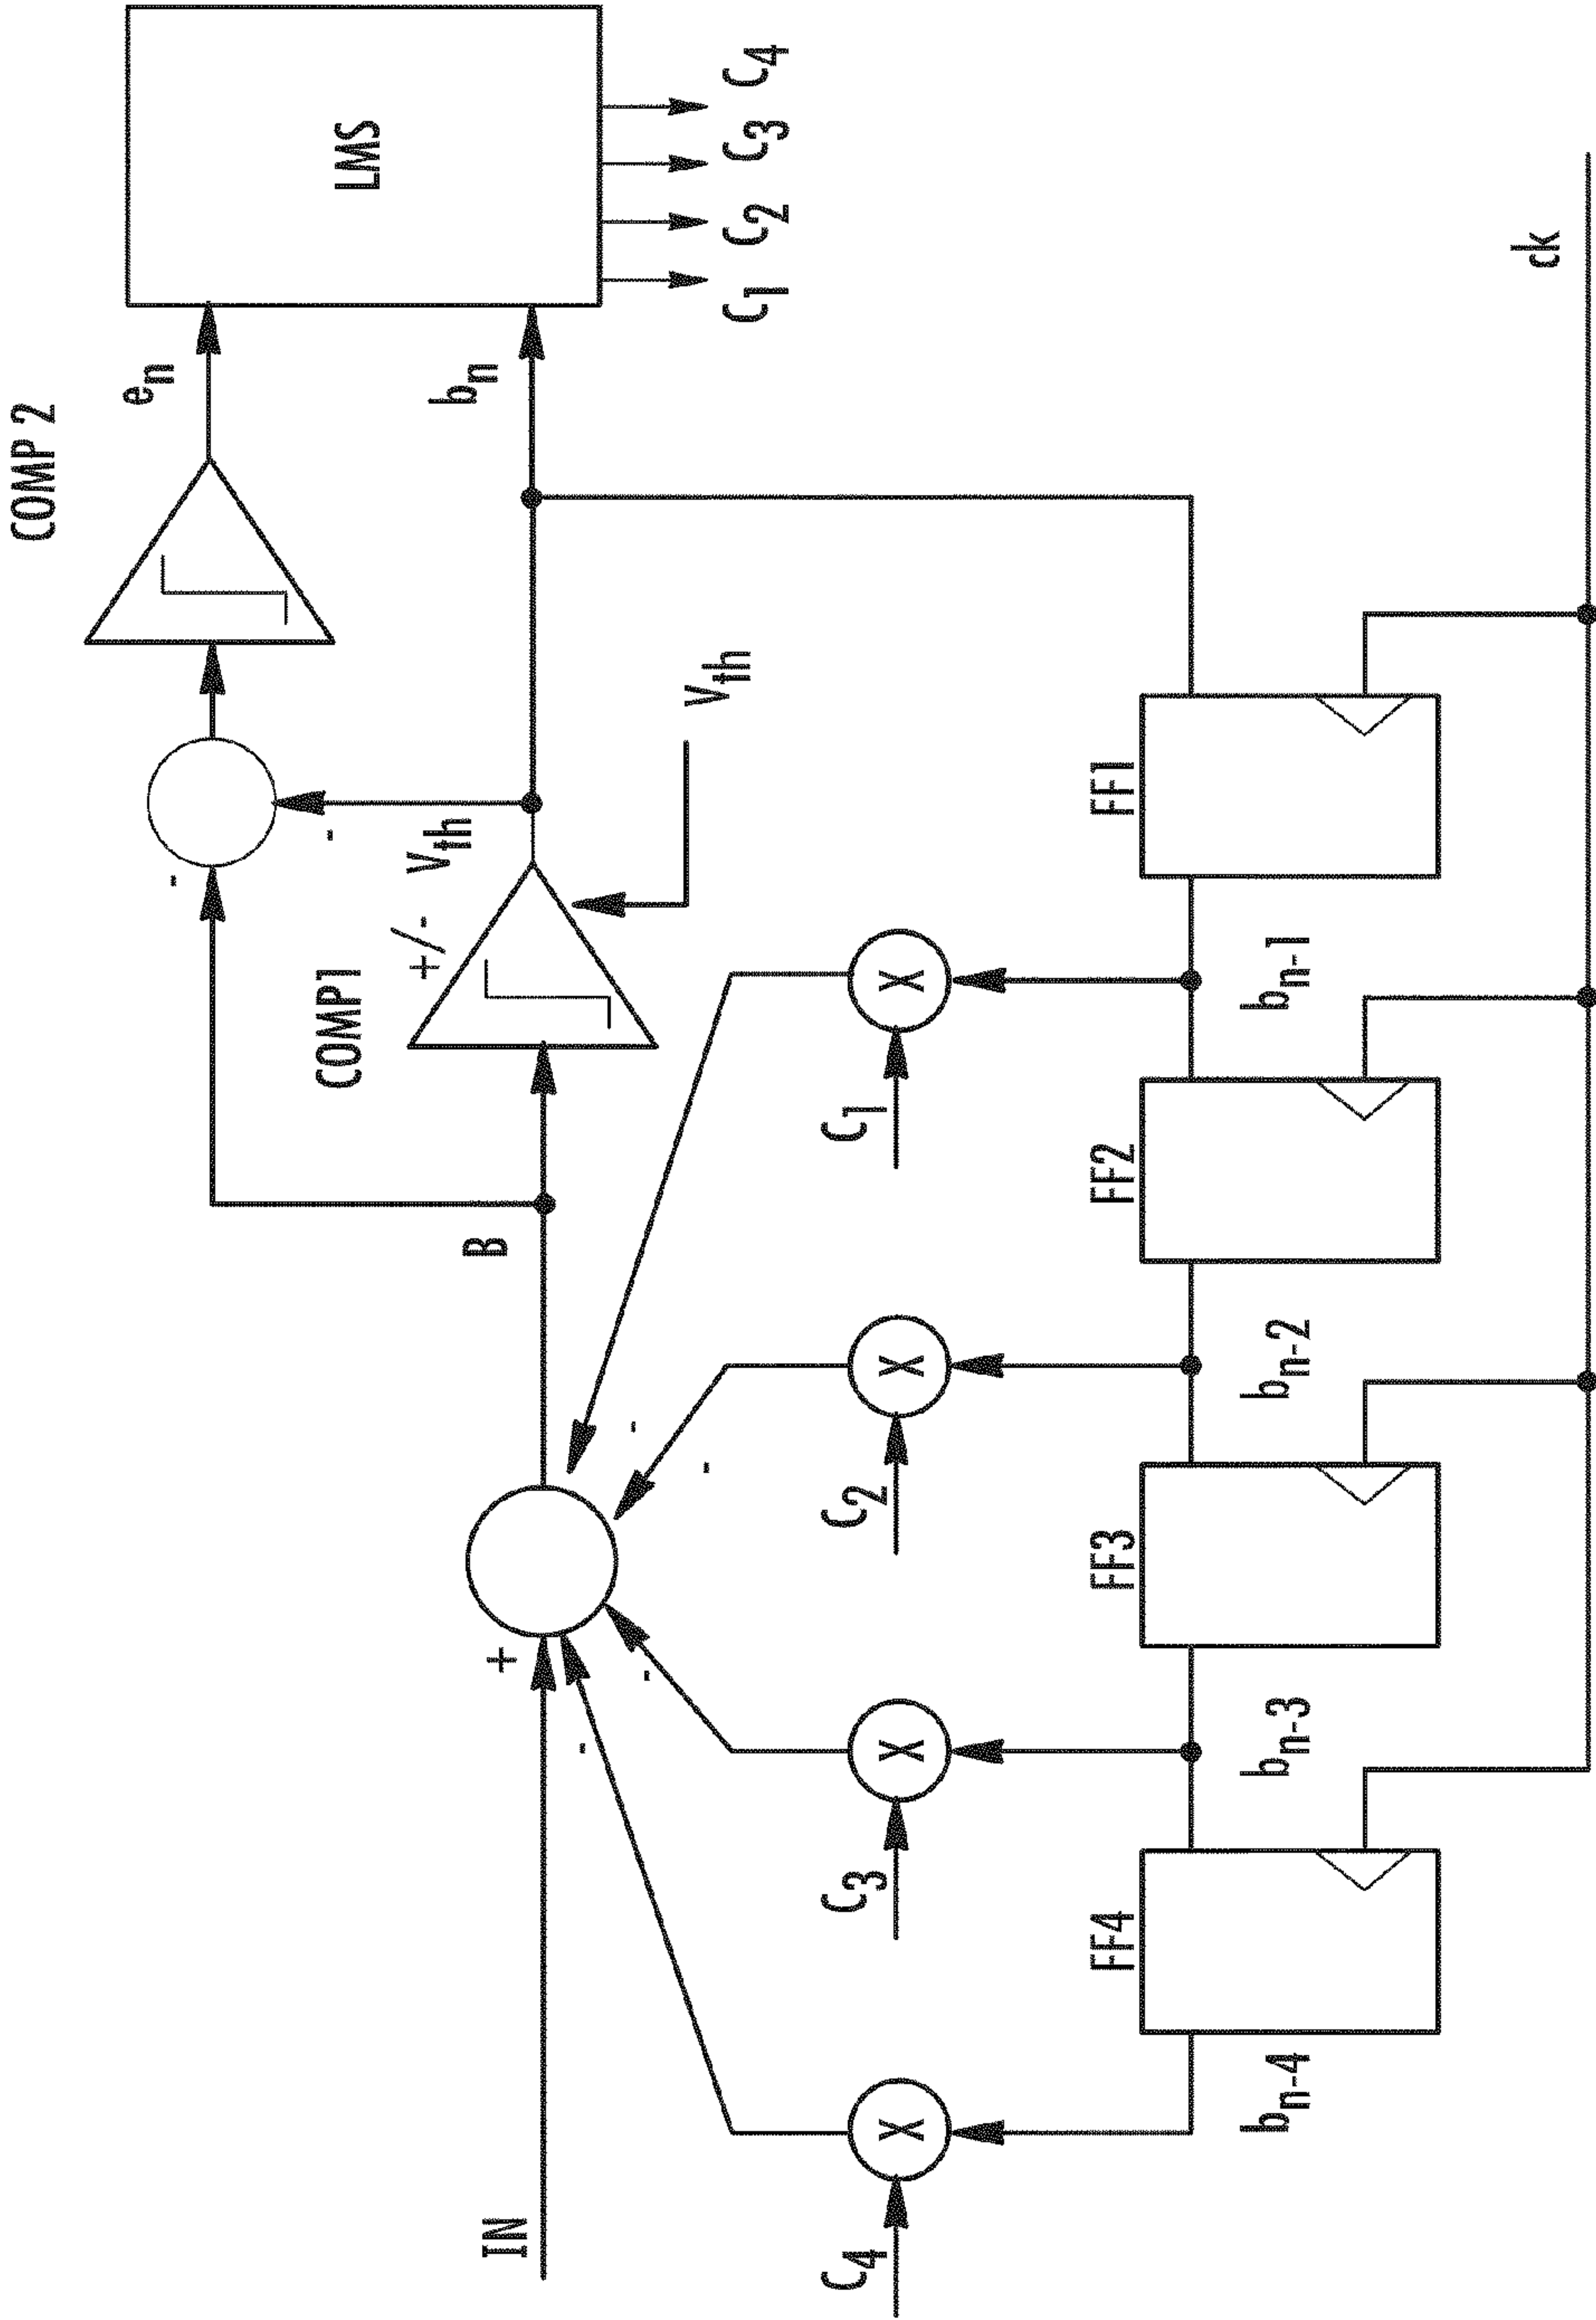 COMP 2
e_n
LMS
-
-
COMP1
+/- V_th
b_n
V_th
C_1 C_2 C_3 C_4
IN
+
B
-
-
-
-
C_4
X
C_3
X
C_2
X
C_1
X
FF4
FF3
FF2
FF1
b_n-4
b_n-3
b_n-2
b_n-1
ck